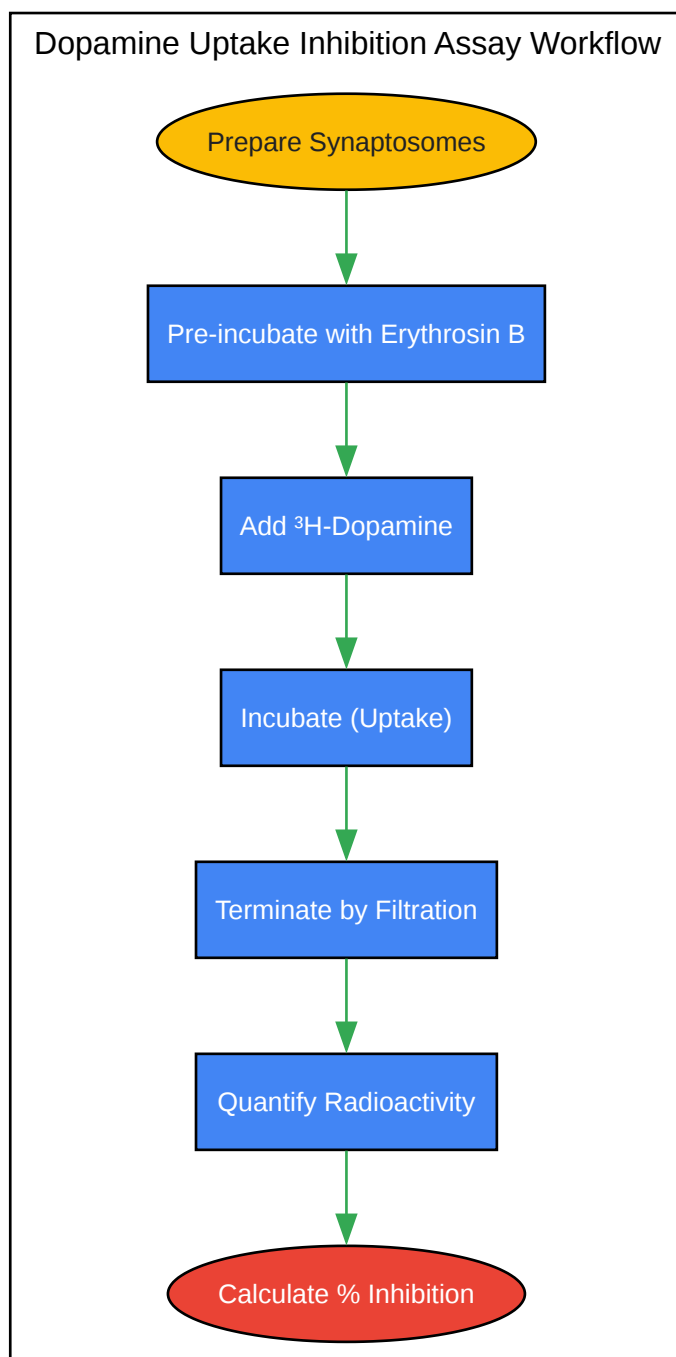 Dopamine Uptake Inhibition Assay Workflow
Prepare Synaptosomes
Pre-incubate with Erythrosin B
Add ³H-Dopamine
Incubate (Uptake)
Terminate by Filtration
Quantify Radioactivity
Calculate % Inhibition